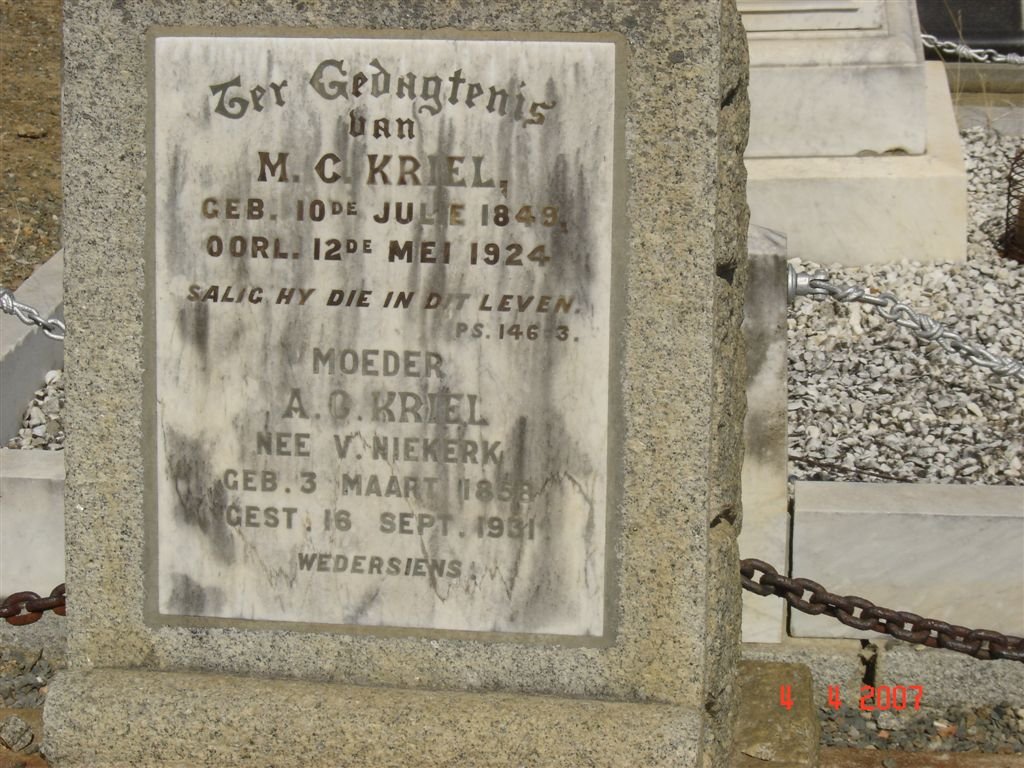 Ter Gedagtenis
van
M. C. KRIEL,
GEB. 10DE JULIE 1849.
OORL. 12DE MEI 1924
SALIG HY DIE IN DIT LEVEN.
PS. 146-3.
MOEDER
A. C. KRIEL
NEE V. NIEKERK
GEB. 3 MAART 1858
GEST. 16 SEPT. 1931
WEDERSIENS.
4 4 2007